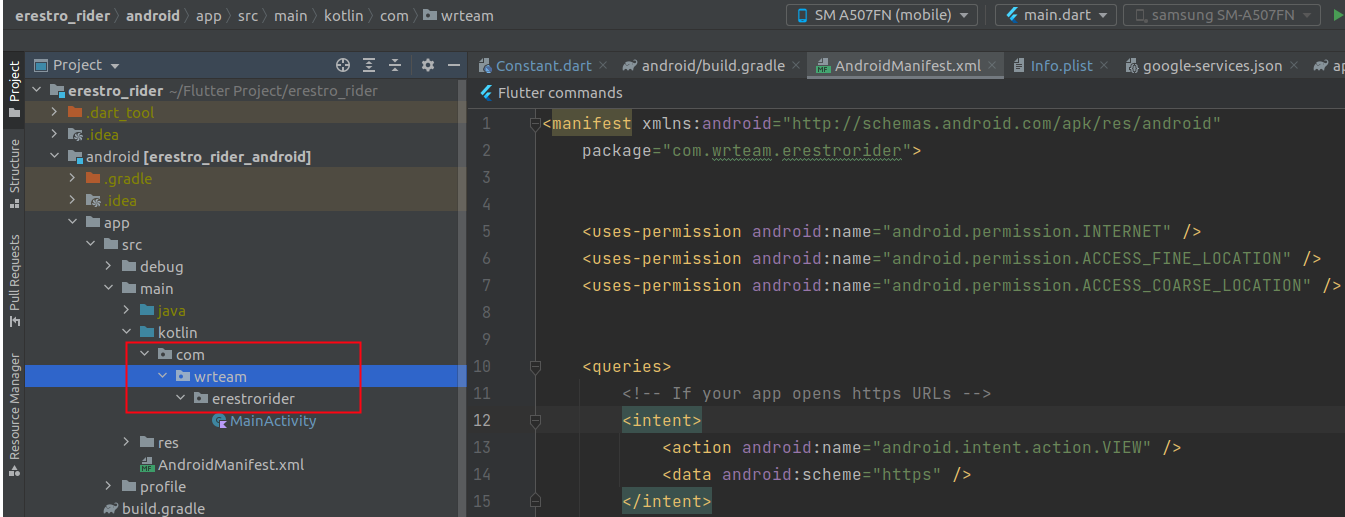 erestro_rider android app src main kotlin com wrteam
SM A507FN (mobile) main.dart samsung SM-A507FN
Project
Constant.dart android/build.gradle AndroidManifest.xml Info.plist google-services.json
Flutter commands
Project
Structure
Pull Requests
Resource Manager
erestro_rider ~/Flutter Project/erestro_rider
.dart_tool
.idea
android [erestro_rider_android]
.gradle
.idea
app
src
debug
main
java
kotlin
com
wrteam
erestrorider
MainActivity
res
AndroidManifest.xml
profile
build.gradle
1 <manifest xmlns:android="http://schemas.android.com/apk/res/android"
2 package="com.wrteam.erestrorider">
3
4
5 <uses-permission android:name="android.permission.INTERNET" />
6 <uses-permission android:name="android.permission.ACCESS_FINE_LOCATION" />
7 <uses-permission android:name="android.permission.ACCESS_COARSE_LOCATION" />
8
9
10 <queries>
11 <!-- If your app opens https URLs -->
12 <intent>
13 <action android:name="android.intent.action.VIEW" />
14 <data android:scheme="https" />
15 </intent>